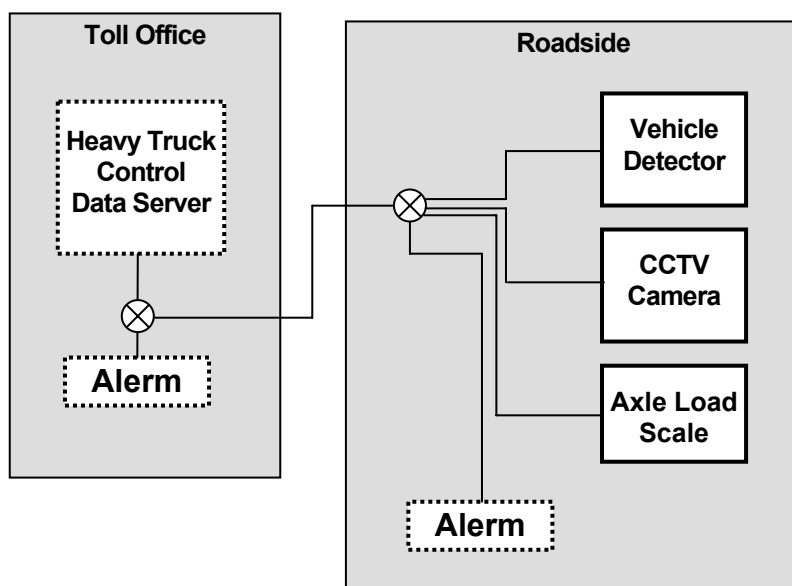 Toll Office
Heavy Truck
Control
Data Server
Alerm
Roadside
Vehicle
Detector
CCTV
Camera
Axle Load
Scale
Alerm